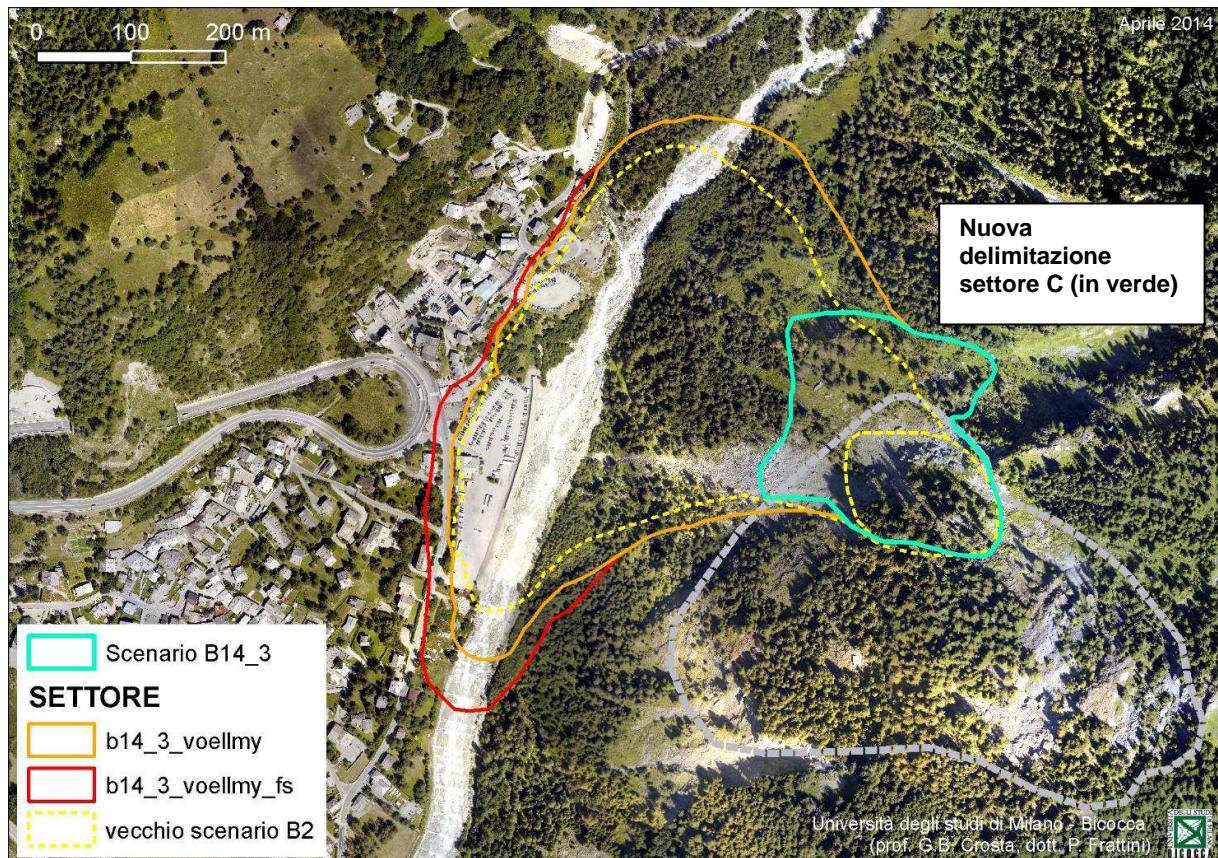 0 100 200 m
Aprile 2014
Nuova
delimitazione
settore C (in verde)
Scenario B14_3
SETTORE
b14_3_voellmy
b14_3_voellmy_fs
vecchio scenario B2
Università degli studi di Milano - Bicocca
(prof. G.B. Crosta, dott. P. Frattini)
BICOCCA